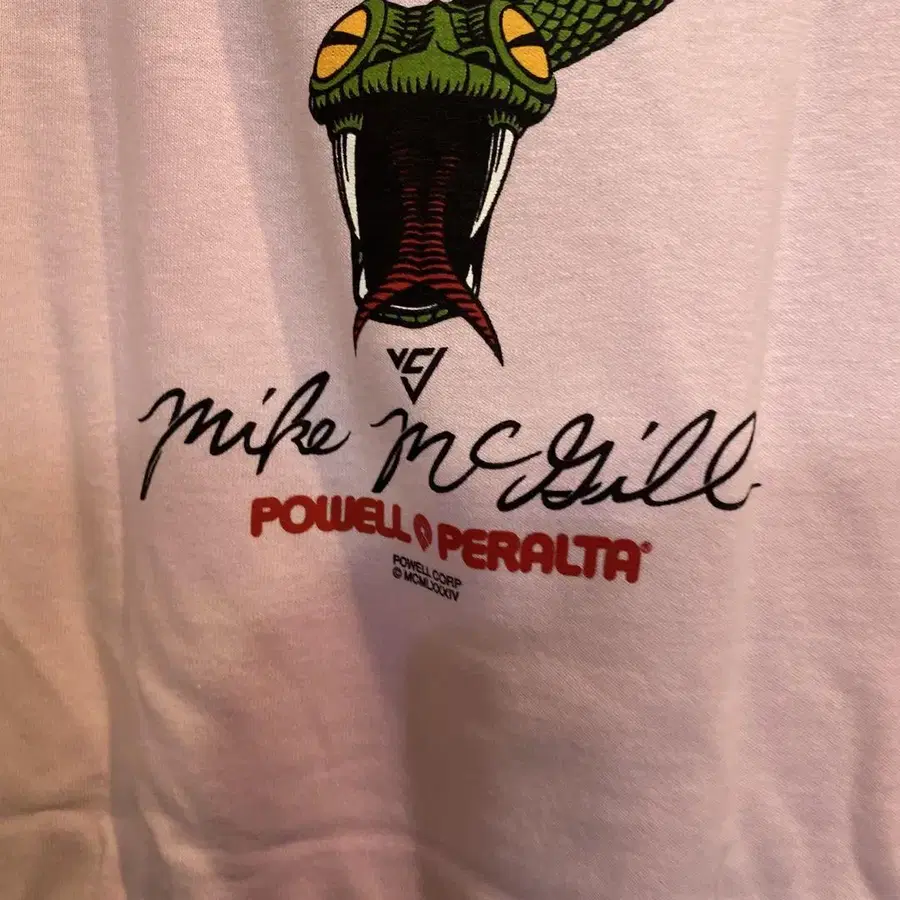 VCJ
Mike McGill
POWELL PERALTA®
POWELL CORP
© MCMLXXXIV